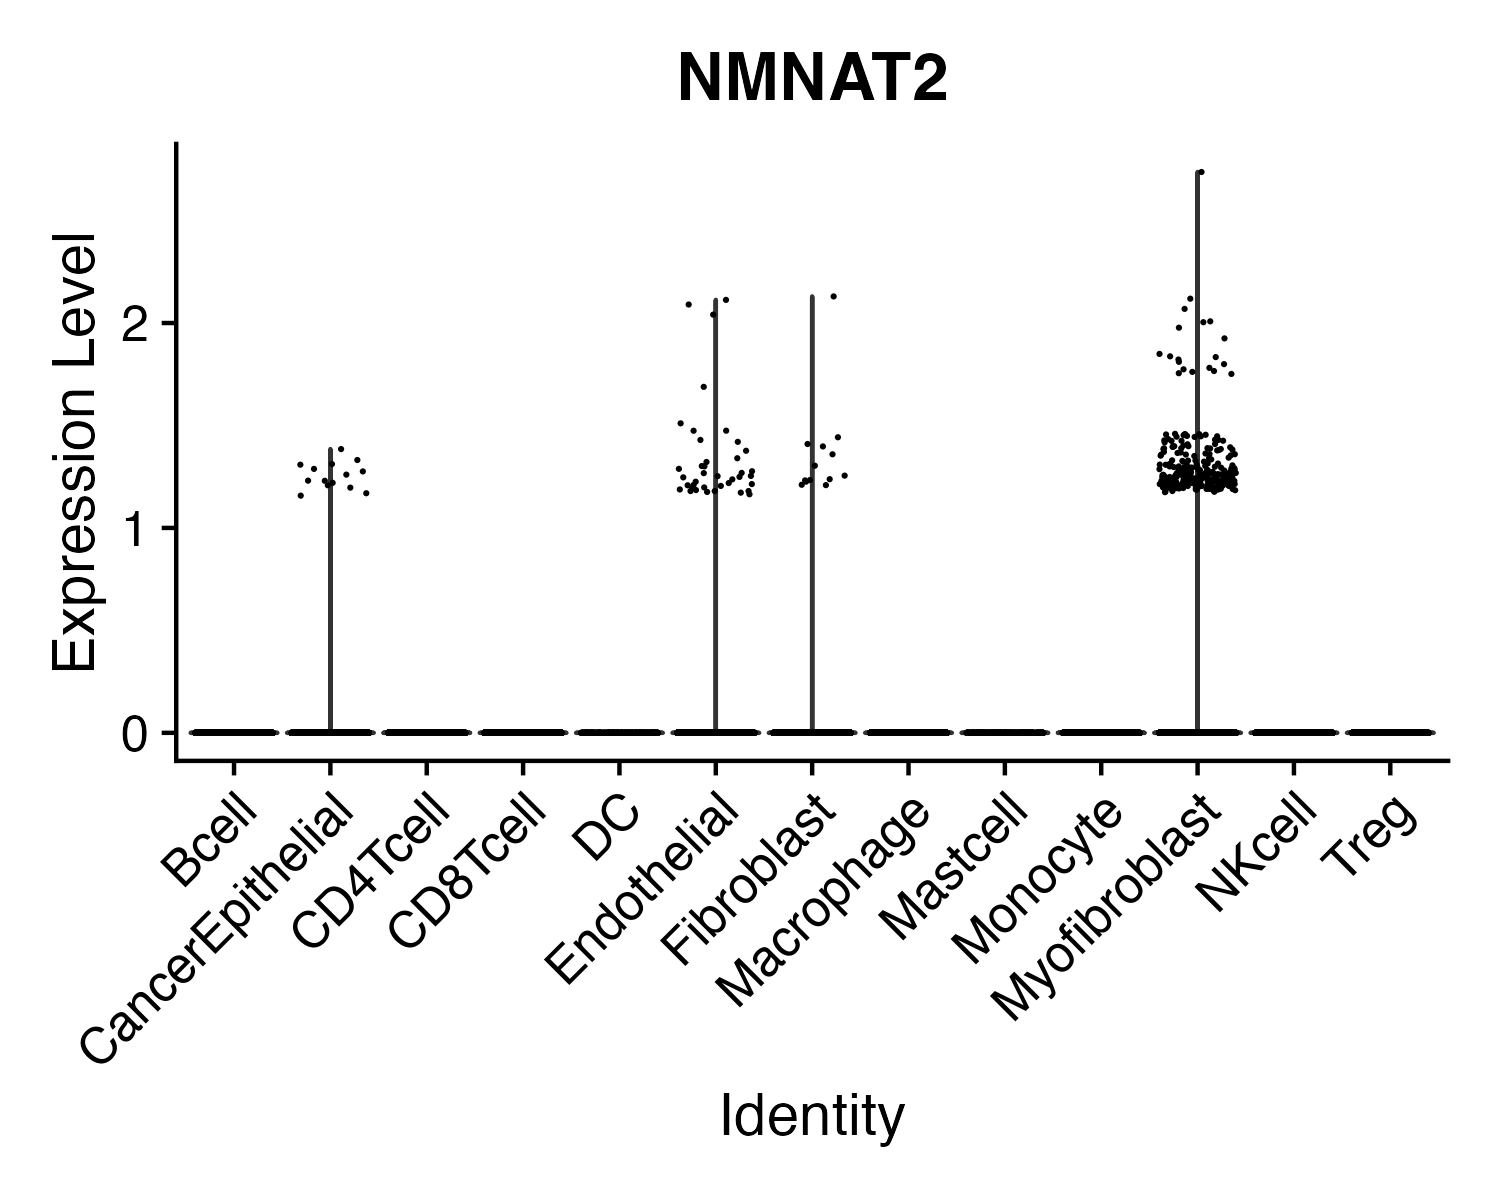 NMNAT2
Expression Level
2
1
0
Bcell
CancerEpithelial
CD4Tcell
CD8Tcell
DC
Endothelial
Fibroblast
Macrophage
Mastcell
Monocyte
Myofibroblast
NKcell
Treg
Identity